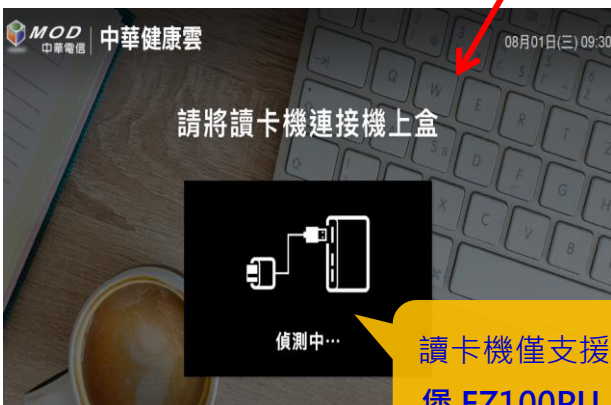 MOD
中華電信
中華健康雲
08月01日(三) 09:30
請將讀卡機連接機上盒
偵測中…
讀卡機僅支援
堡 EZ100PU